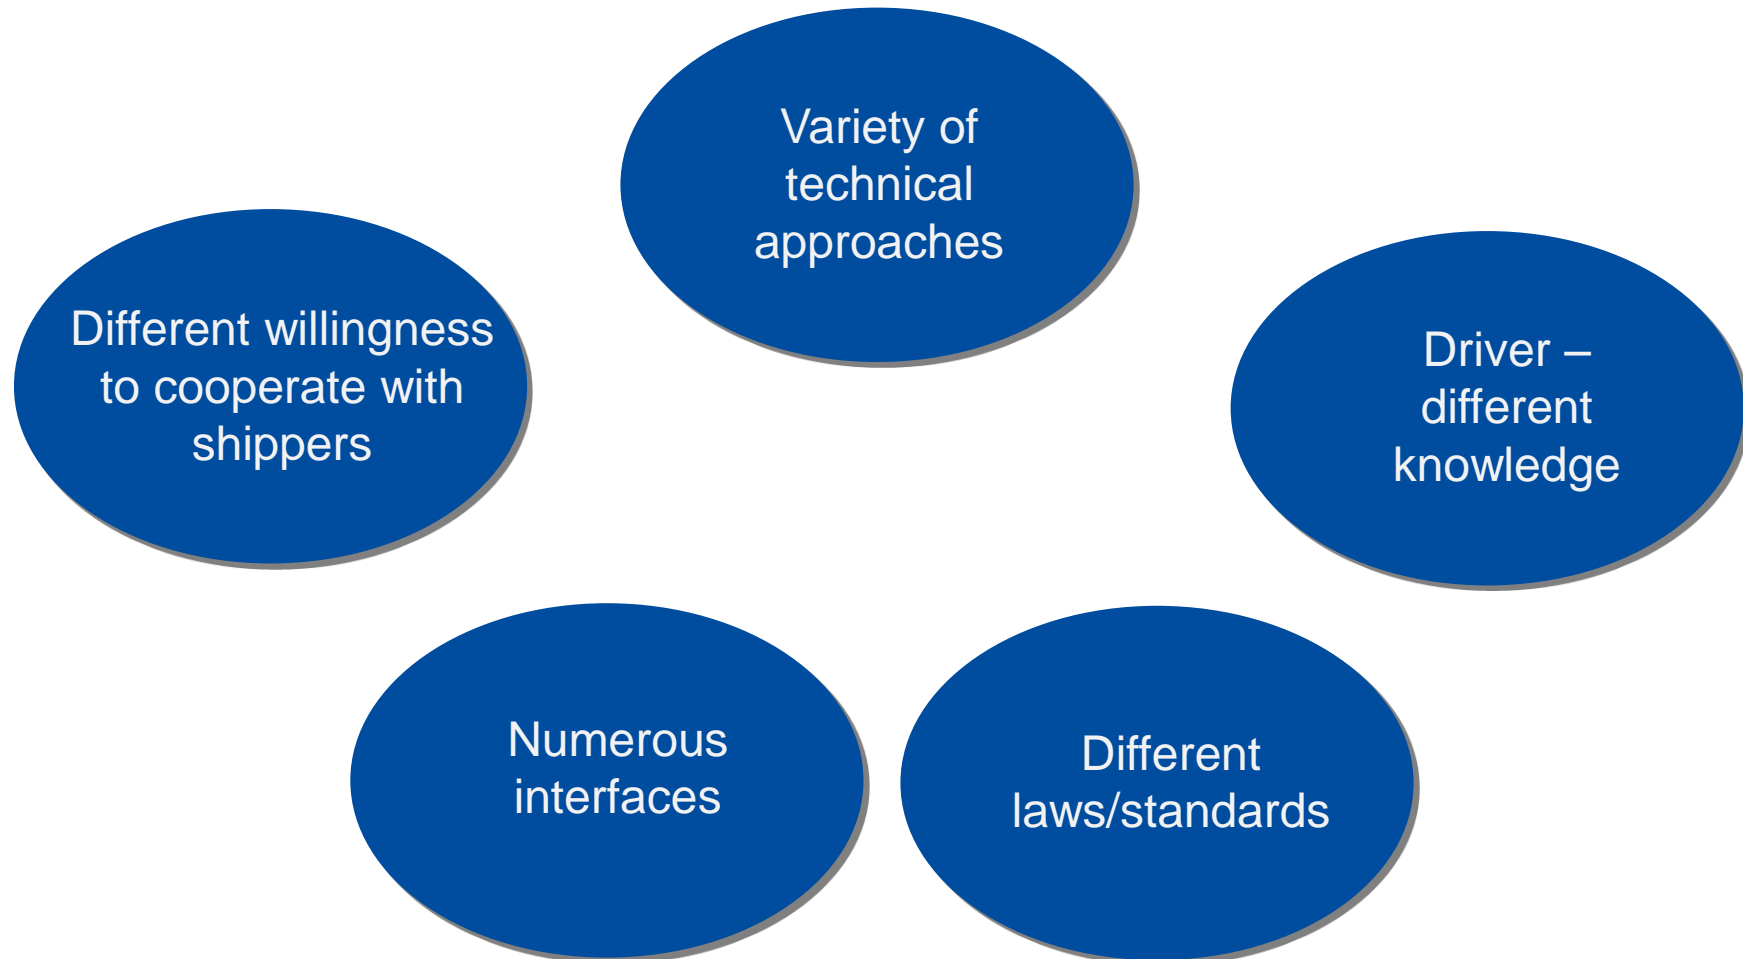 Variety of
technical
approaches
Different willingness
to cooperate with
shippers
Driver –
different
knowledge
Numerous
interfaces
Different
laws/standards